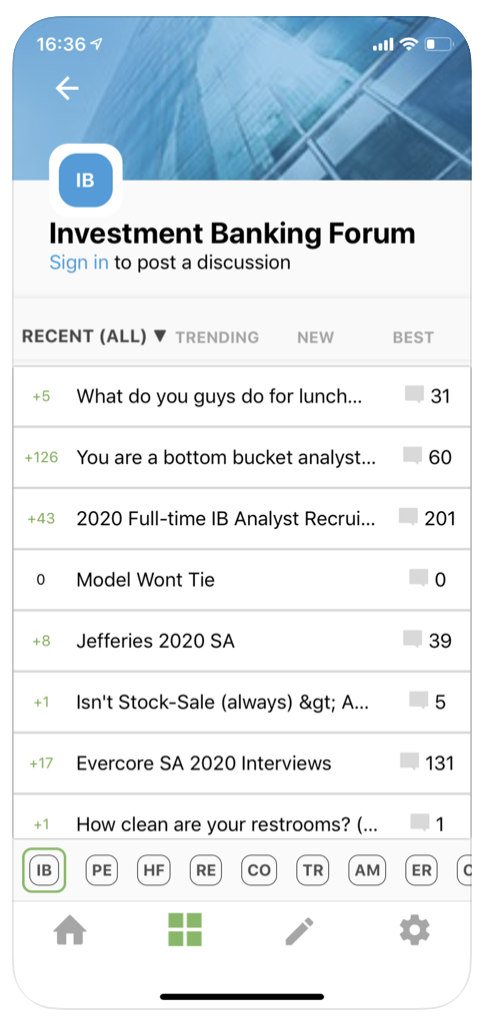 16:36
IB
Investment Banking Forum
Sign in to post a discussion
RECENT (ALL) ▼ TRENDING NEW BEST
+5 What do you guys do for lunch... 31
+126 You are a bottom bucket analyst... 60
+43 2020 Full-time IB Analyst Recrui... 201
0 Model Wont Tie 0
+8 Jefferies 2020 SA 39
+1 Isn't Stock-Sale (always) &gt; A... 5
+17 Evercore SA 2020 Interviews 131
+1 How clean are your restrooms? (... 1
IB PE HF RE CO TR AM ER